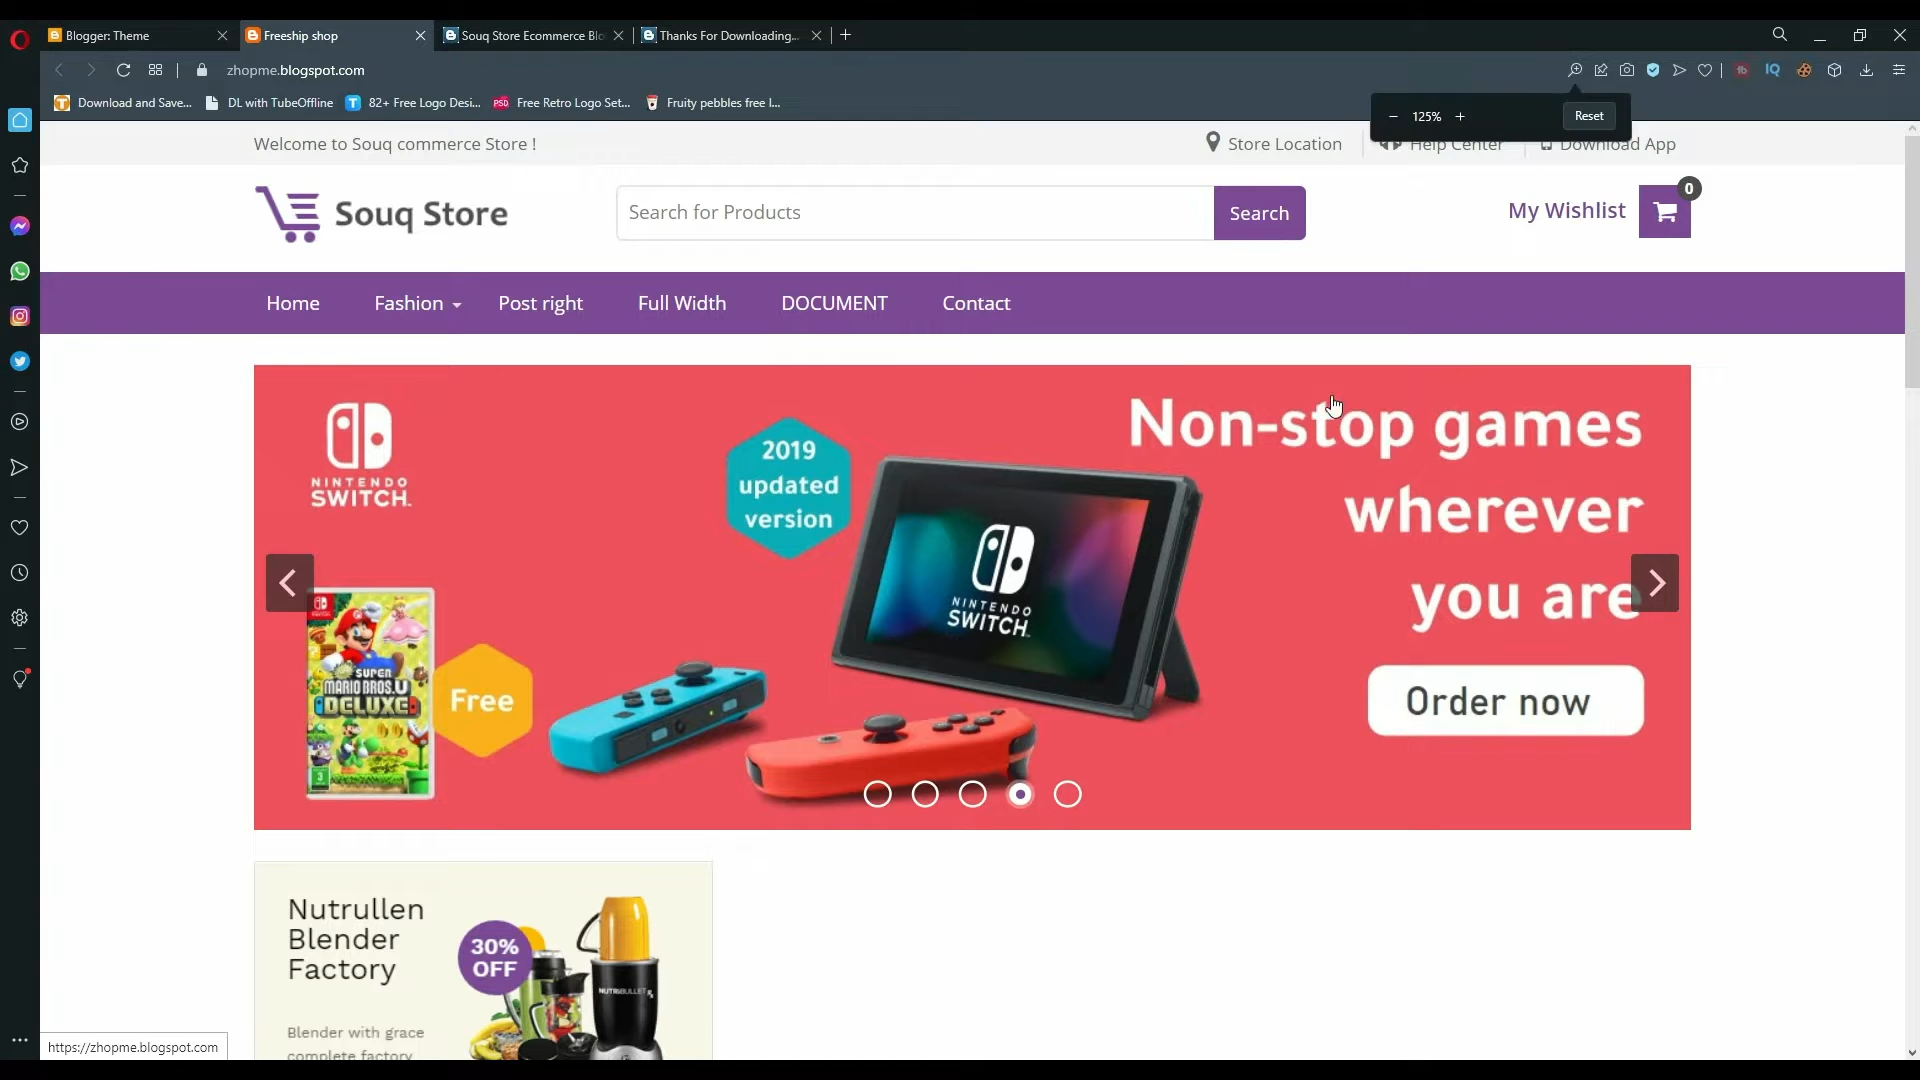 Blogger: Theme
Freeship shop
Souq Store Ecommerce Blo
Thanks For Downloading...
zhopme.blogspot.com
Download and Save...
DL with TubeOffline
82+ Free Logo Desi...
Free Retro Logo Set...
Fruity pebbles free l...
125%
Reset
Welcome to Souq commerce Store !
Store Location
Help Center
Download App
Souq Store
Search for Products
Search
My Wishlist
0
Home
Fashion
Post right
Full Width
DOCUMENT
Contact
NINTENDO
SWITCH
2019
updated
version
Non-stop games
wherever
you are
NINTENDO
SWITCH
SUPER
MARIO BROS.U
DELUXE
Free
Order now
Nutrullen
Blender
Factory
30%
OFF
NUTRiBULLET
Blender with grace
complete factory
https://zhopme.blogspot.com